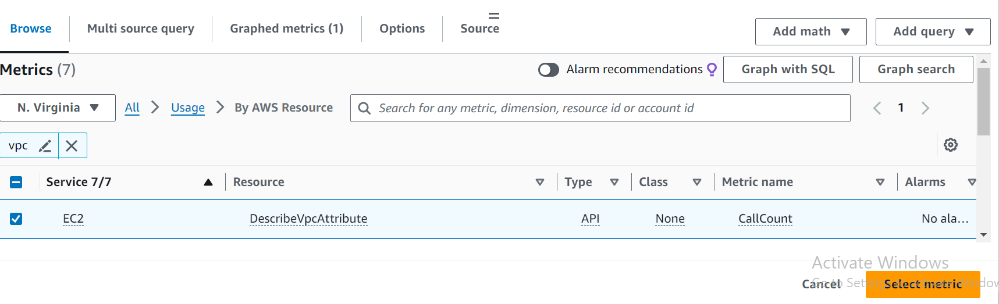 Browse
Multi source query
Graphed metrics (1)
Options
Source
Add math
Add query
Metrics (7)
Alarm recommendations
Graph with SQL
Graph search
N. Virginia
All
Usage
By AWS Resource
Search for any metric, dimension, resource id or account id
1
vpc
Service 7/7
Resource
Type
Class
Metric name
Alarms
EC2
DescribeVpcAttribute
API
None
CallCount
No ala...
Activate Windows
Cancel
Go to Settings to activate Windows
Select metric